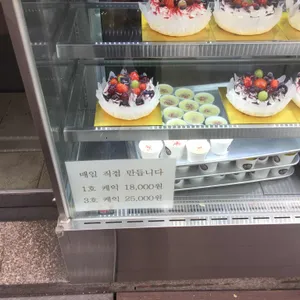 매일 직접 만듭니다
1호 케익 18,000원
3호 케익 25,000원